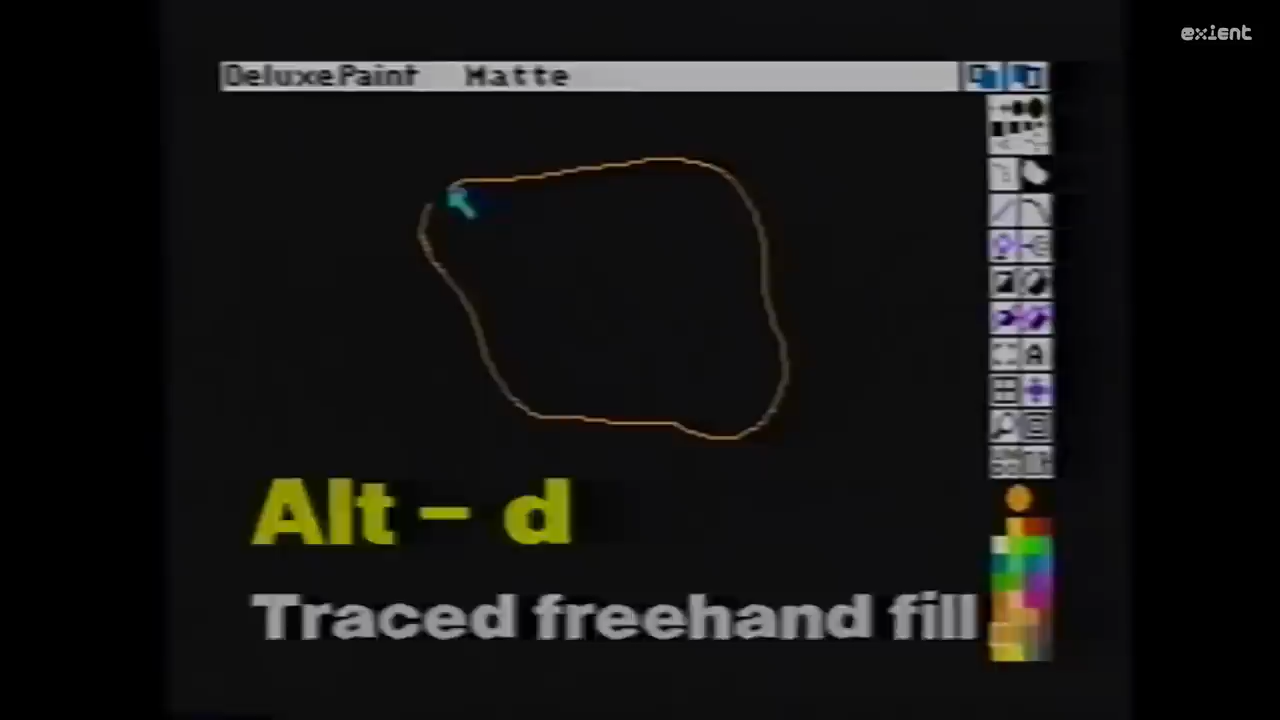 exient
DeluxePaint Matte
A
Alt - d
Traced freehand fill